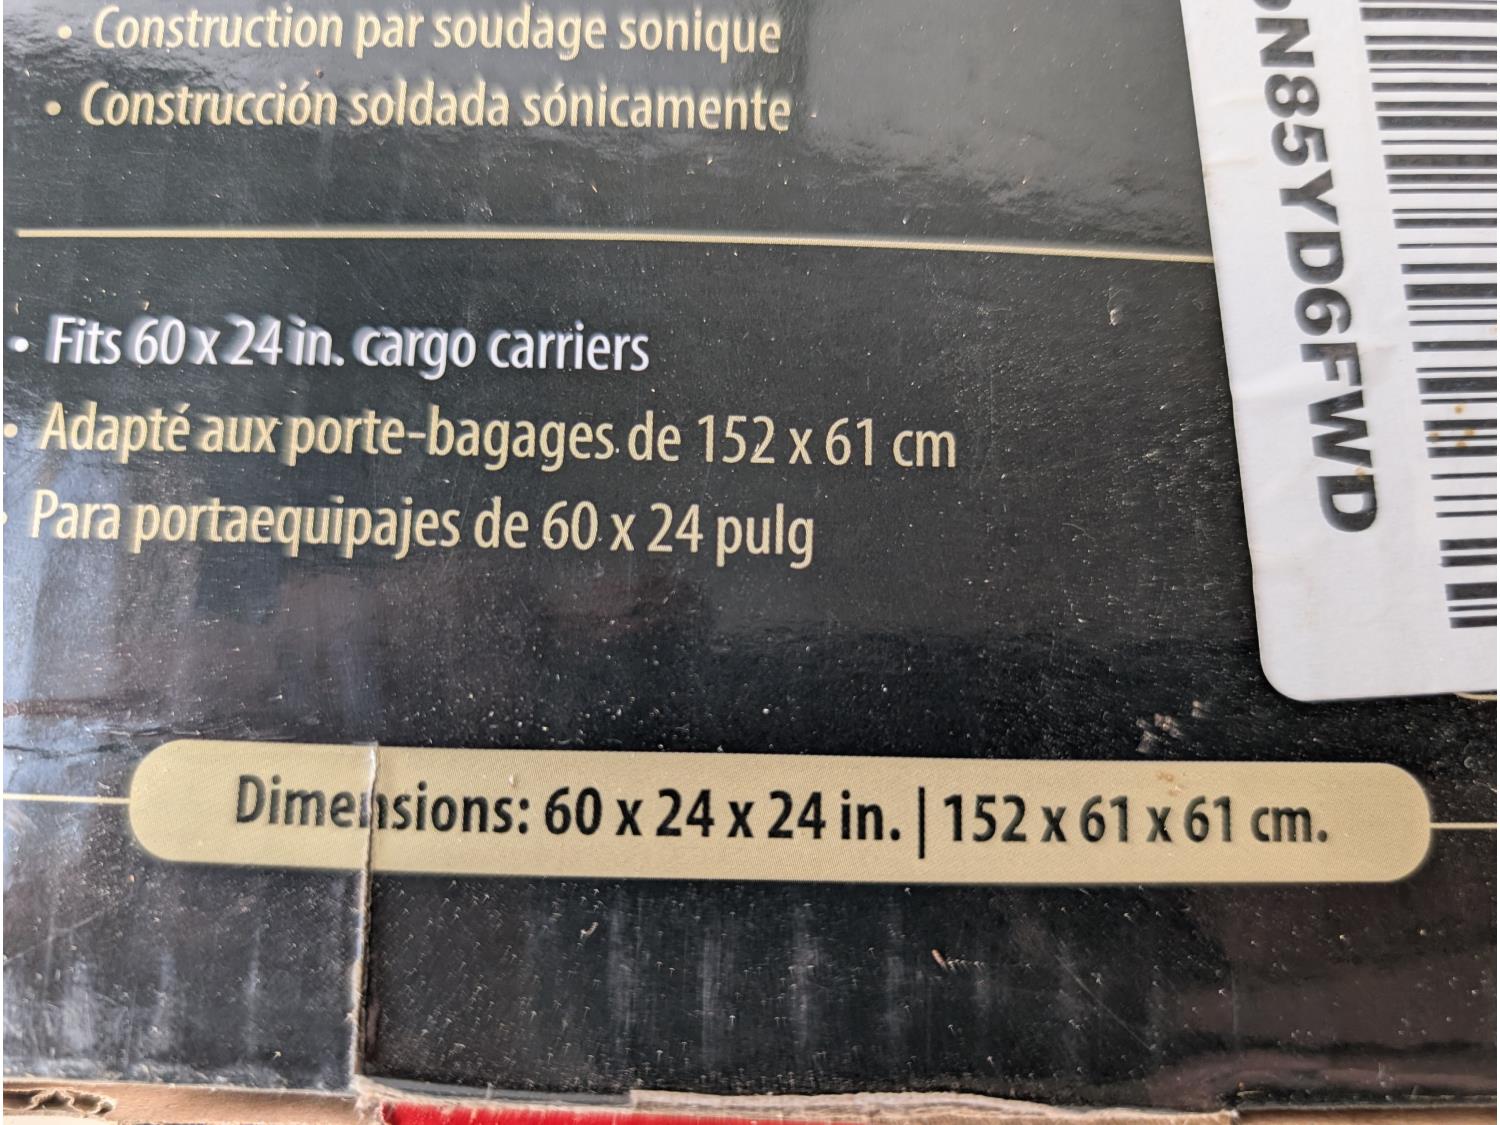 • Construction par soudage sonique
• Construcción soldada sónicamente
• Fits 60 x 24 in. cargo carriers
• Adapté aux porte-bagages de 152 x 61 cm
• Para portaequipajes de 60 x 24 pulg
Dimensions: 60 x 24 x 24 in. | 152 x 61 x 61 cm.
N85YD6FWD